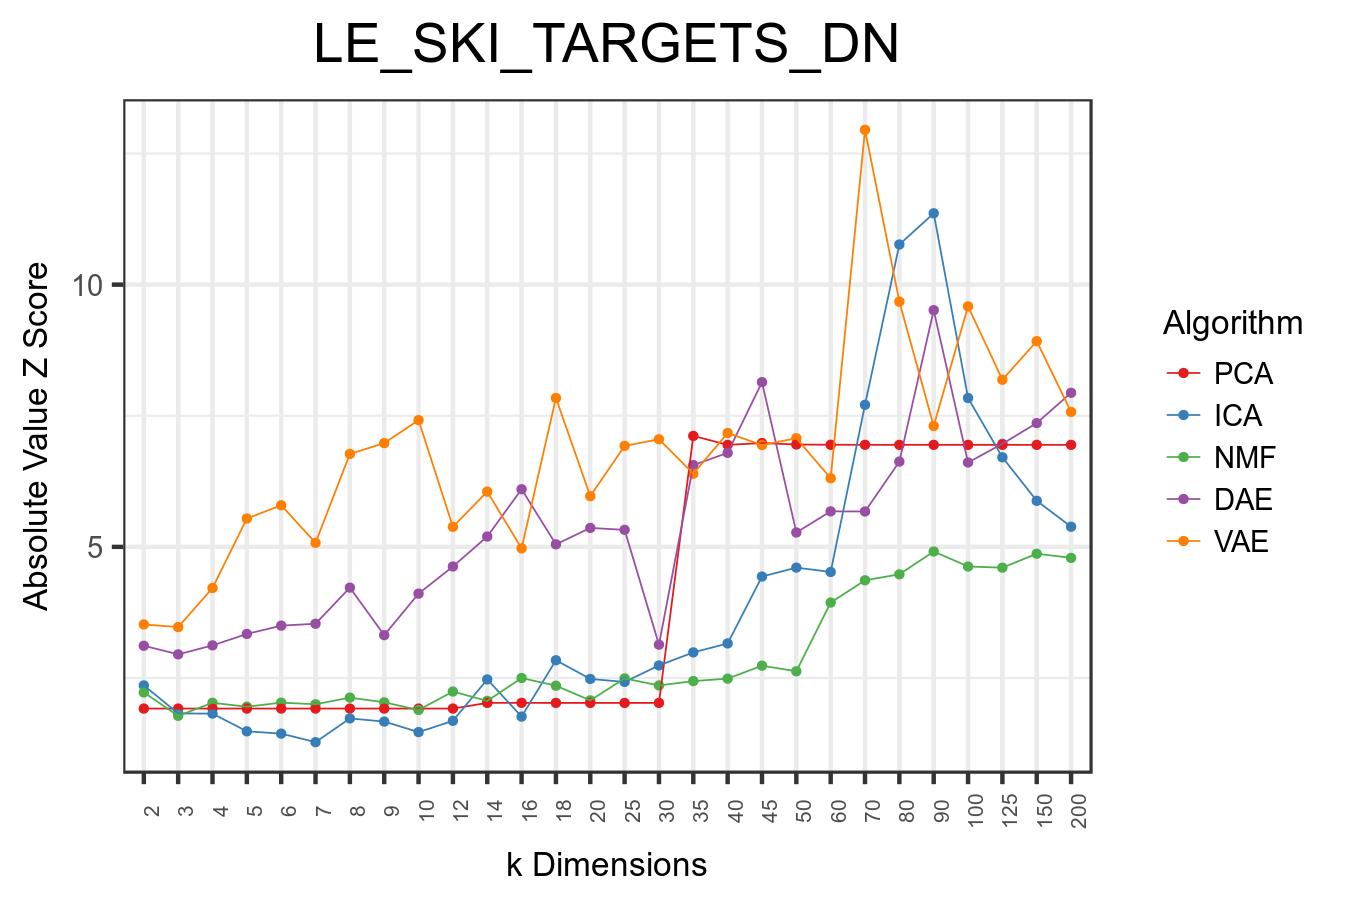 LE_SKI_TARGETS_DN
Absolute Value Z Score
10
5
2 3 4 5 6 7 8 9 10 12 14 16 18 20 25 30 35 40 45 50 60 70 80 90 100 125 150 200
k Dimensions
Algorithm
PCA
ICA
NMF
DAE
VAE